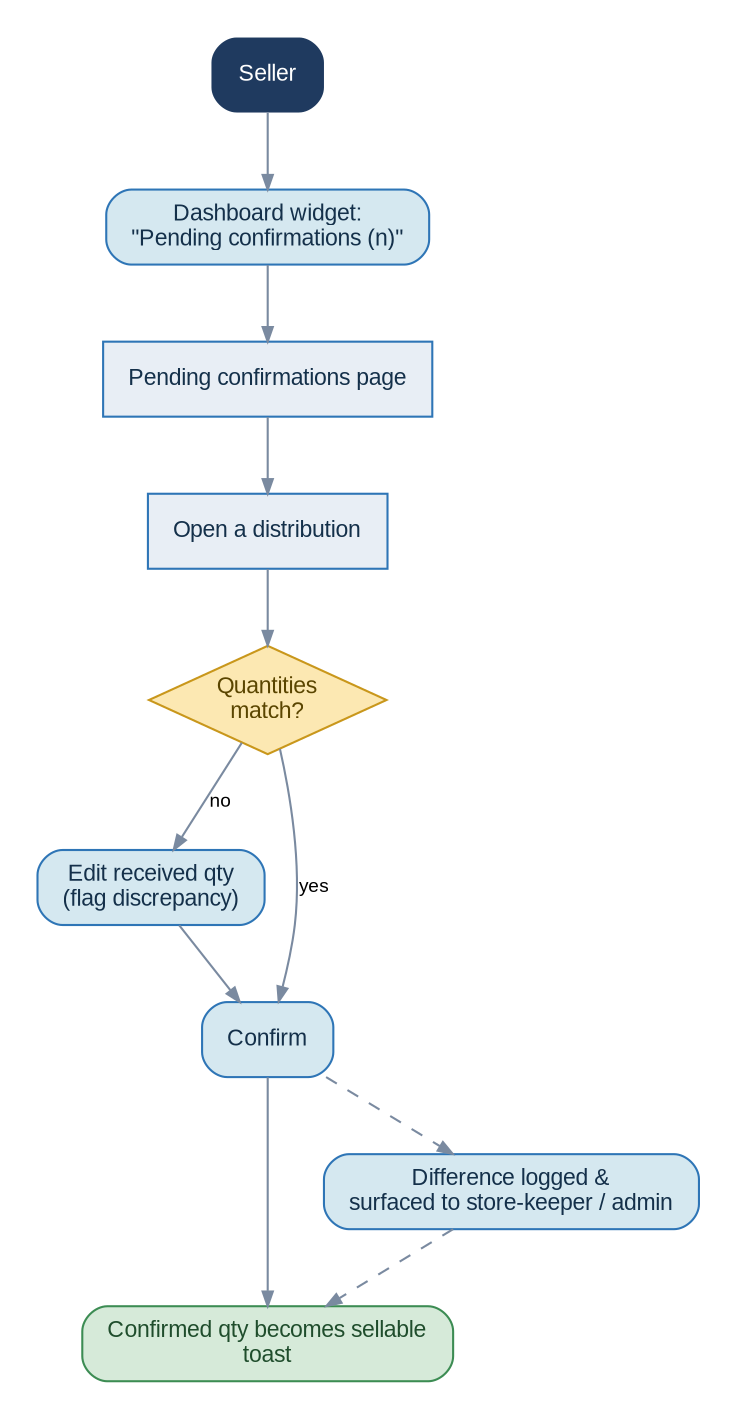 Seller
Dashboard widget:
"Pending confirmations (n)"
Pending confirmations page
Open a distribution
Quantities
match?
no
Edit received qty
(flag discrepancy)
yes
Confirm
Difference logged &
surfaced to store-keeper / admin
Confirmed qty becomes sellable
toast